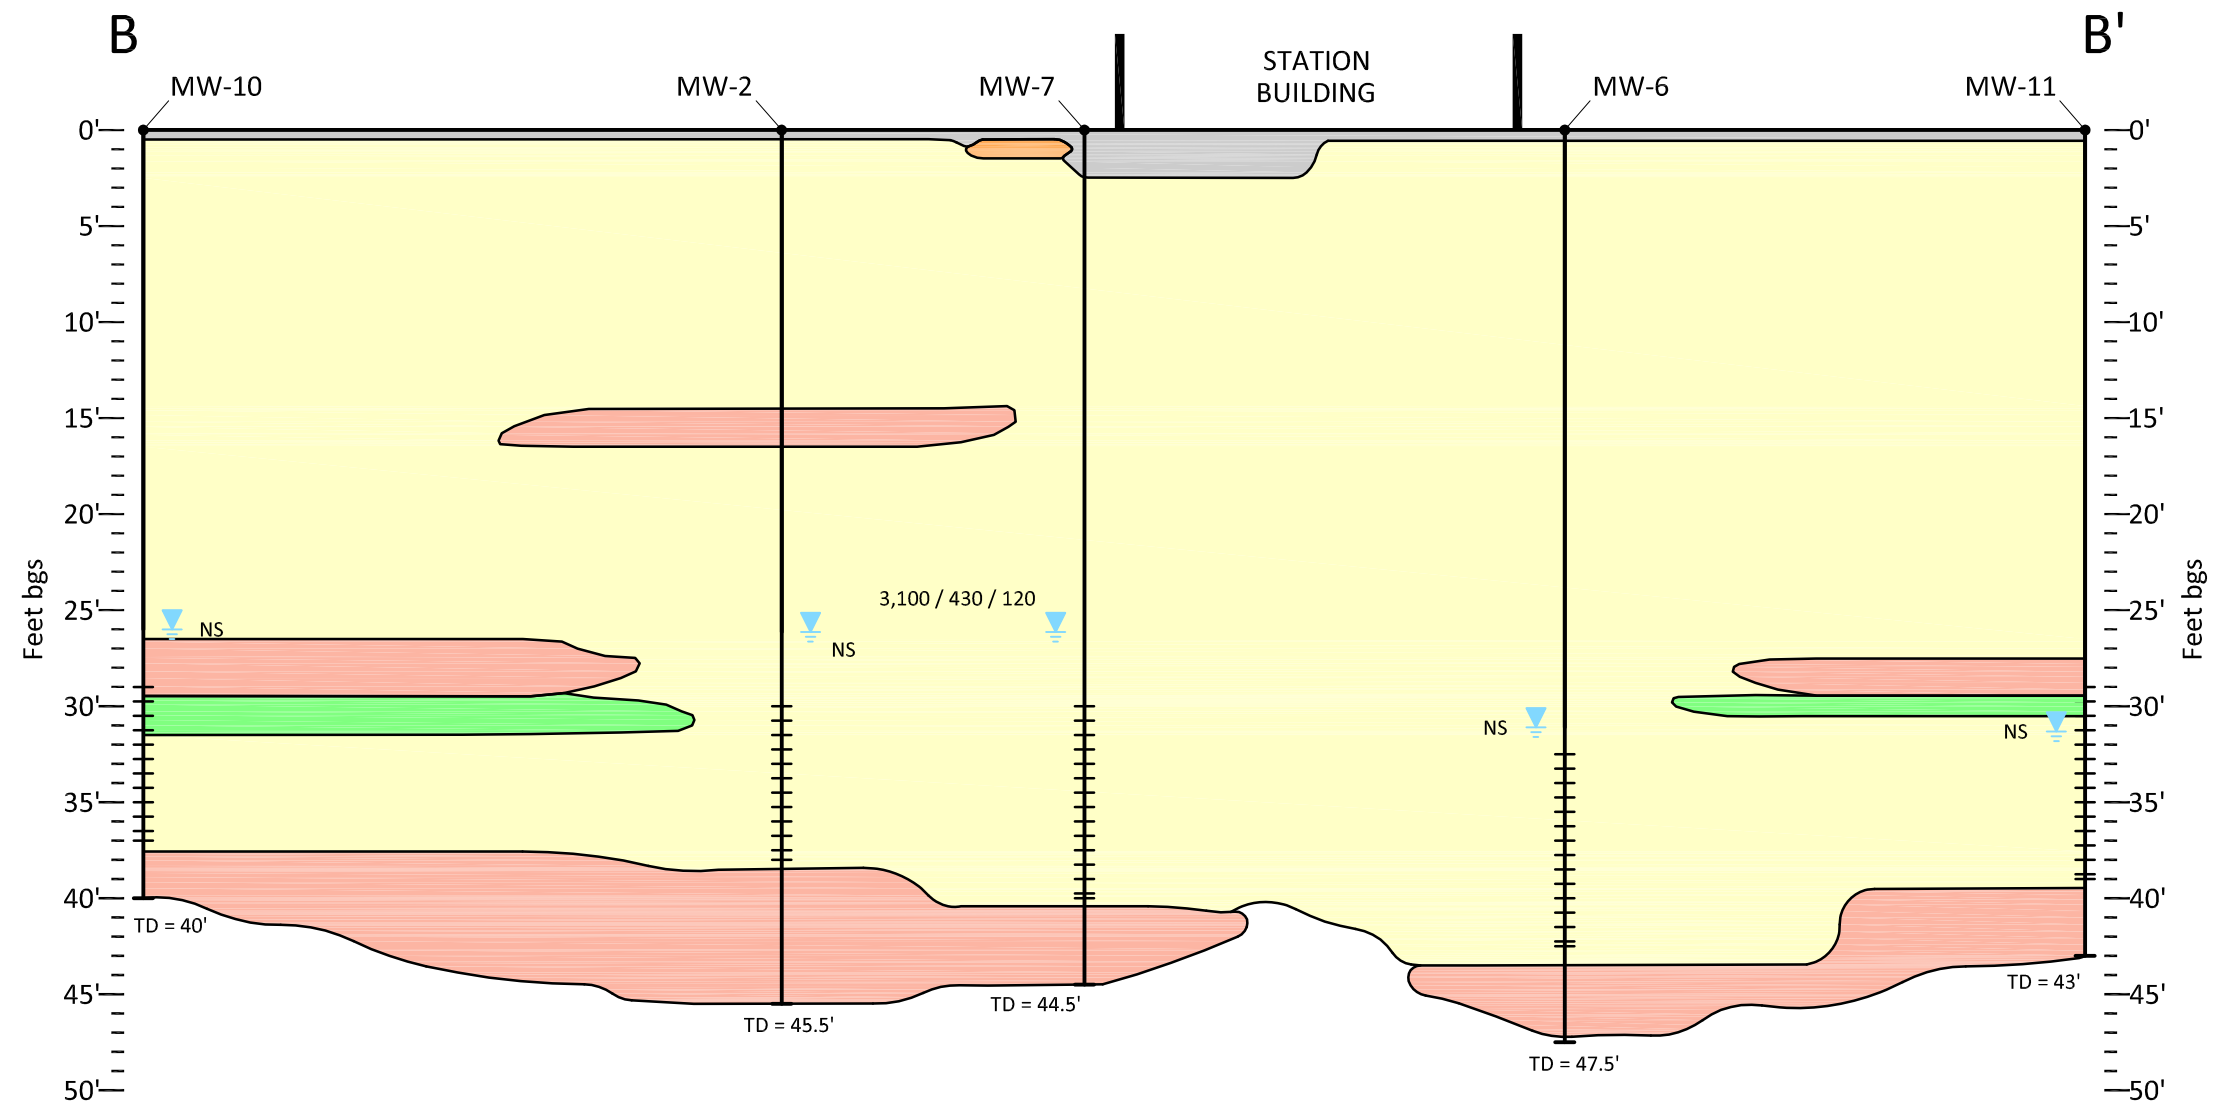 B
B'
STATION
BUILDING
MW-10
MW-2
MW-7
MW-6
MW-11
0'
0'
5'
5'
10'
10'
15'
15'
20'
20'
25'
25'
3,100 / 430 / 120
NS
NS
Feet bgs
Feet bgs
30'
30'
NS
NS
35'
35'
40'
40'
TD = 40'
TD = 43'
45'
45'
TD = 44.5'
TD = 45.5'
TD = 47.5'
50'
50'